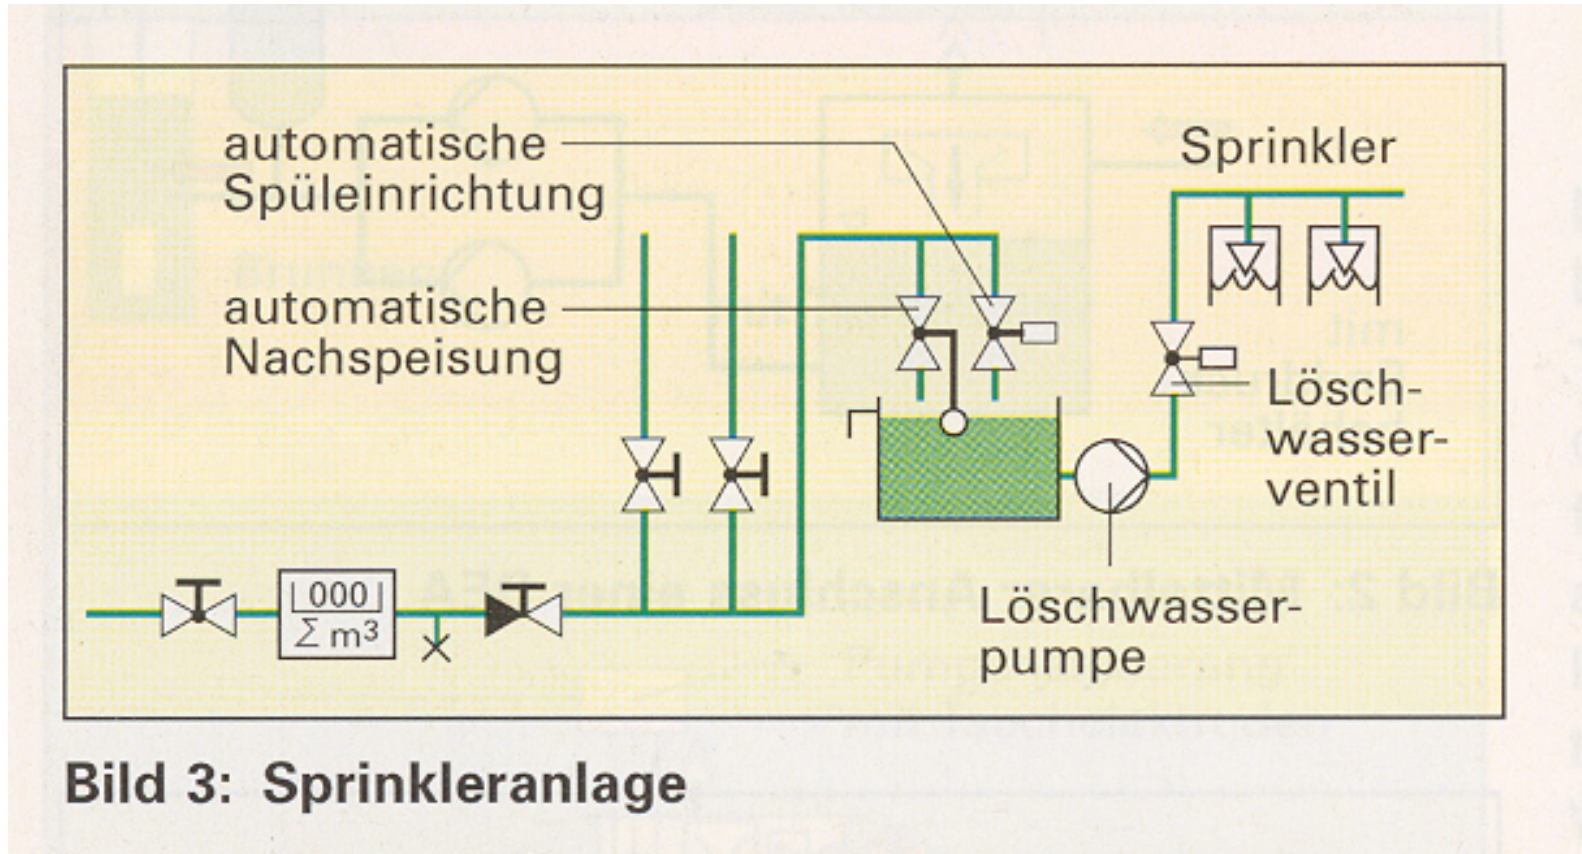 automatische
Spüleinrichtung
Sprinkler
automatische
Nachspeisung
Lösch-
wasser-
ventil
000
Σ m³
Löschwasser-
pumpe
Bild 3: Sprinkleranlage